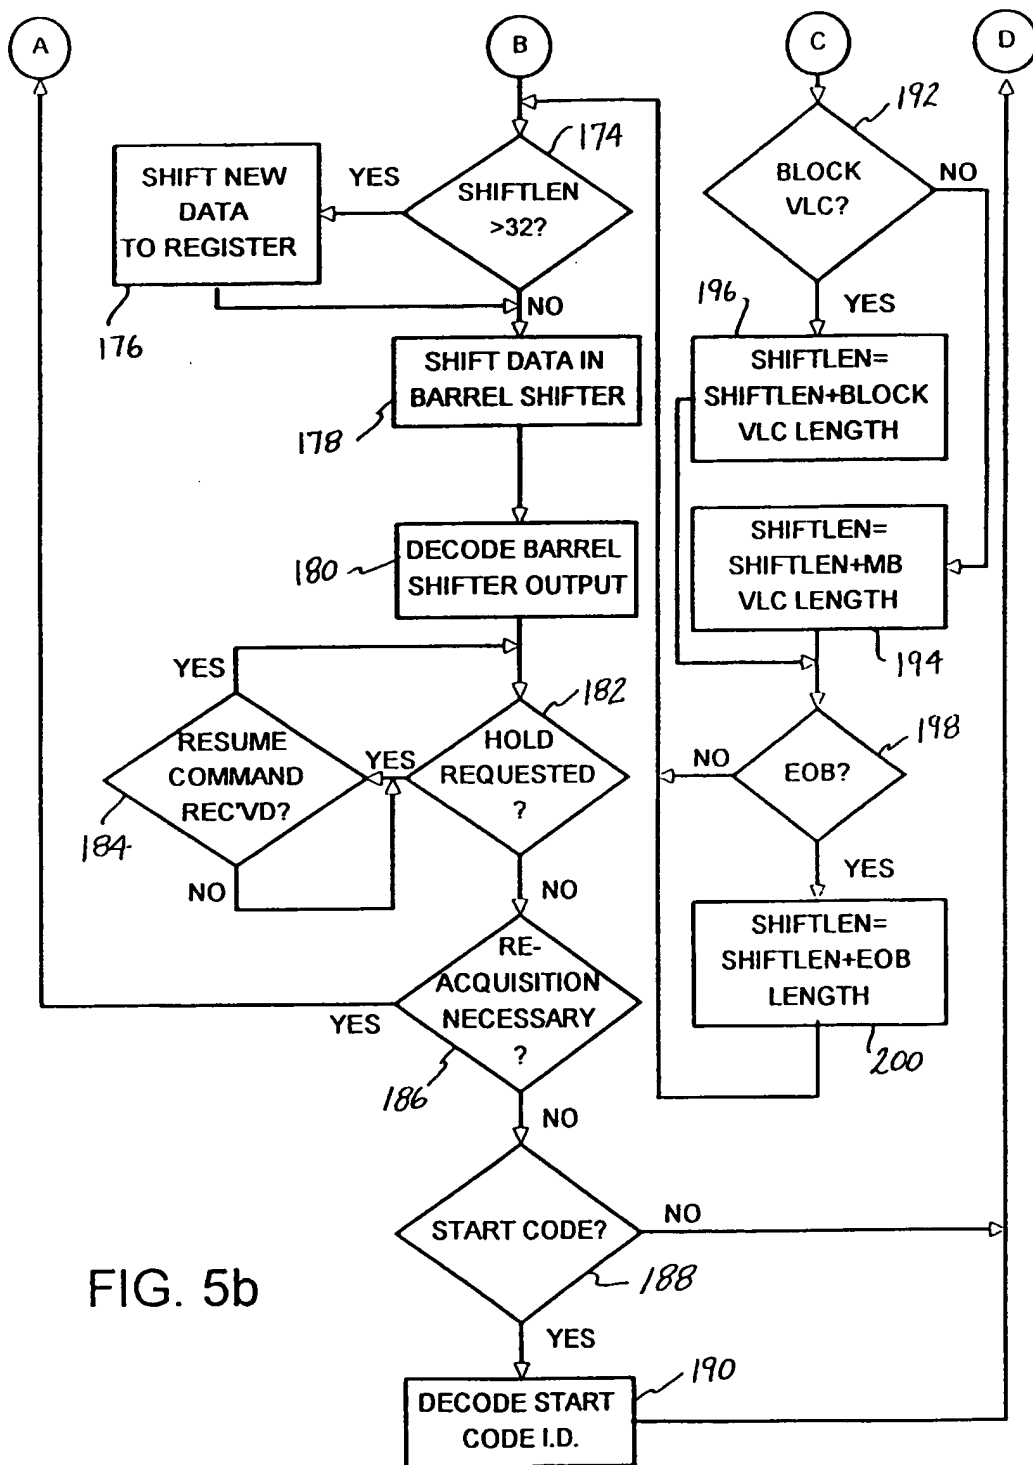 A
B
C
D
192
174
SHIFT NEW
DATA
TO REGISTER
YES
SHIFTLEN
>32?
BLOCK
VLC?
NO
176
NO
196
YES
SHIFT DATA IN
BARREL SHIFTER
178
SHIFTLEN=
SHIFTLEN+BLOCK
VLC LENGTH
180
DECODE BARREL
SHIFTER OUTPUT
SHIFTLEN=
SHIFTLEN+MB
VLC LENGTH
194
YES
182
RESUME
COMMAND
REC'VD?
YES
HOLD
REQUESTED
?
NO
EOB?
198
184
NO
NO
YES
RE-
ACQUISITION
NECESSARY
?
YES
SHIFTLEN=
SHIFTLEN+EOB
LENGTH
186
200
NO
START CODE?
NO
188
FIG. 5b
YES
190
DECODE START
CODE I.D.